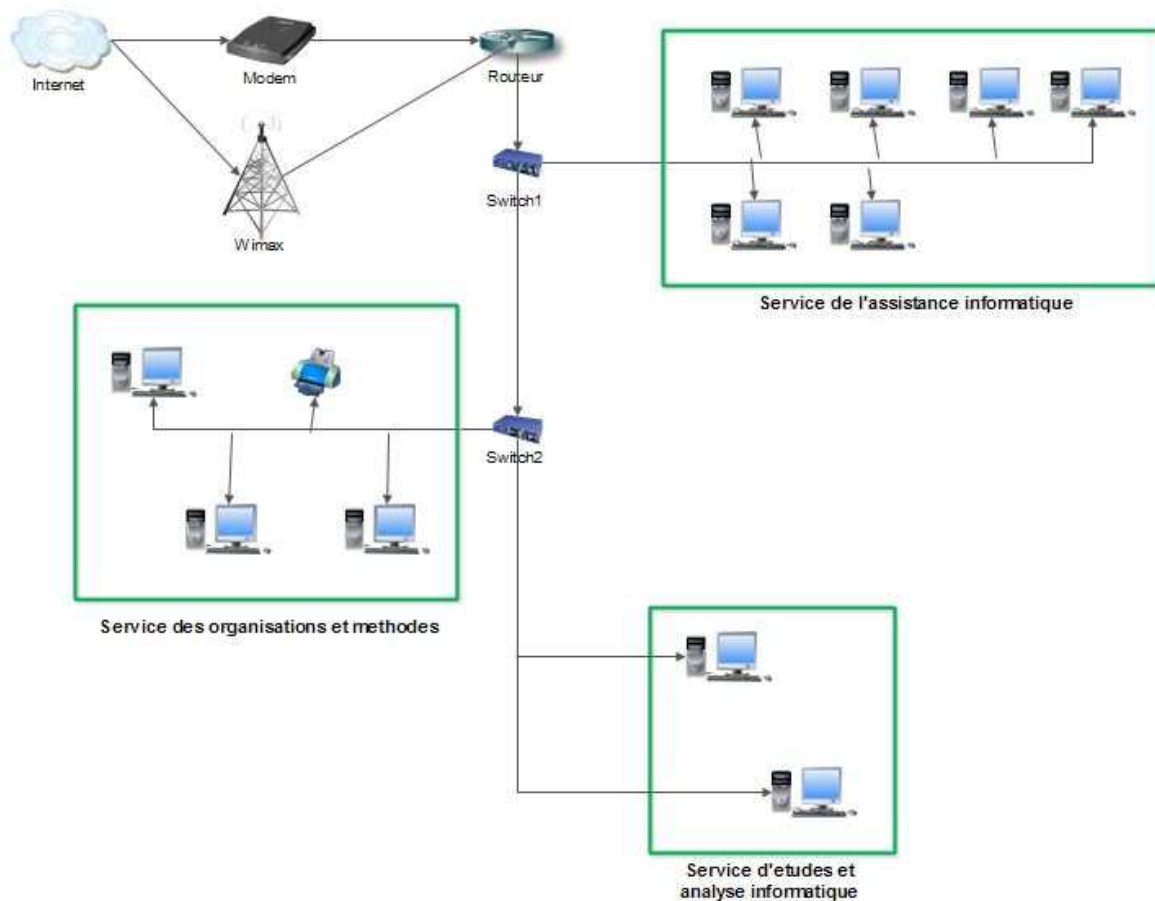 Internet
Modem
Routeur
Switch1
Wimax
Service de l'assistance informatique
Switch2
Service des organisations et methodes
Service d'etudes et
analyse informatique